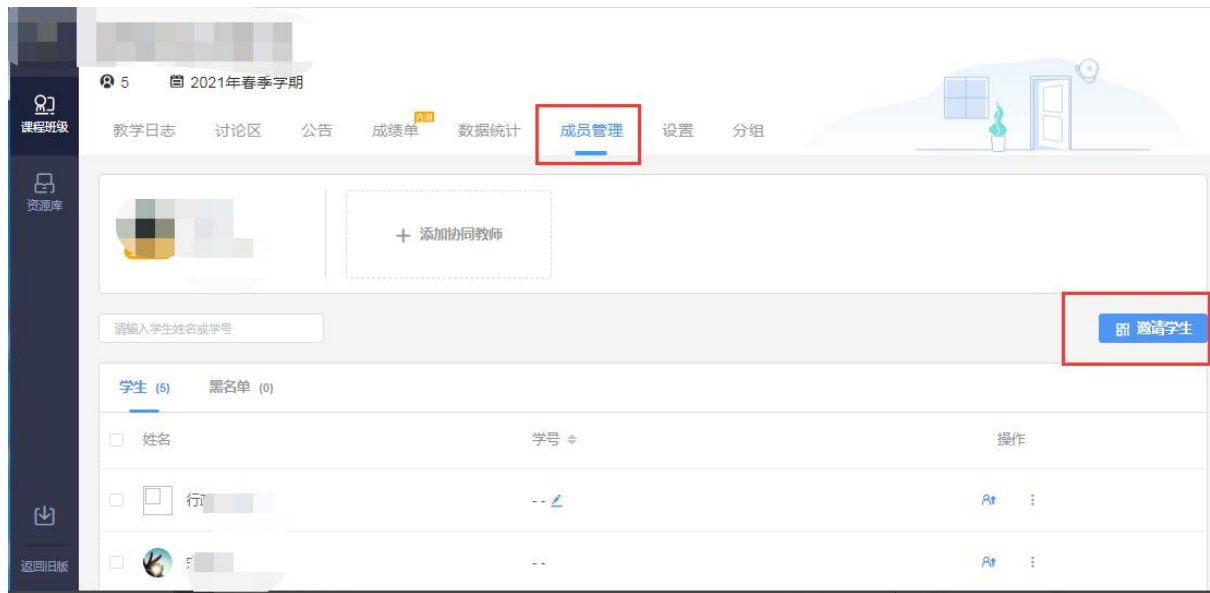 5 2021年春季学期
课程班级
教学日志 讨论区 公告 成绩单 内测 数据统计 成员管理 设置 分组
资源库
+ 添加协同教师
请输入学生姓名或学号
邀请学生
学生 (5) 黑名单 (0)
姓名 学号 操作
--
--
返回旧版